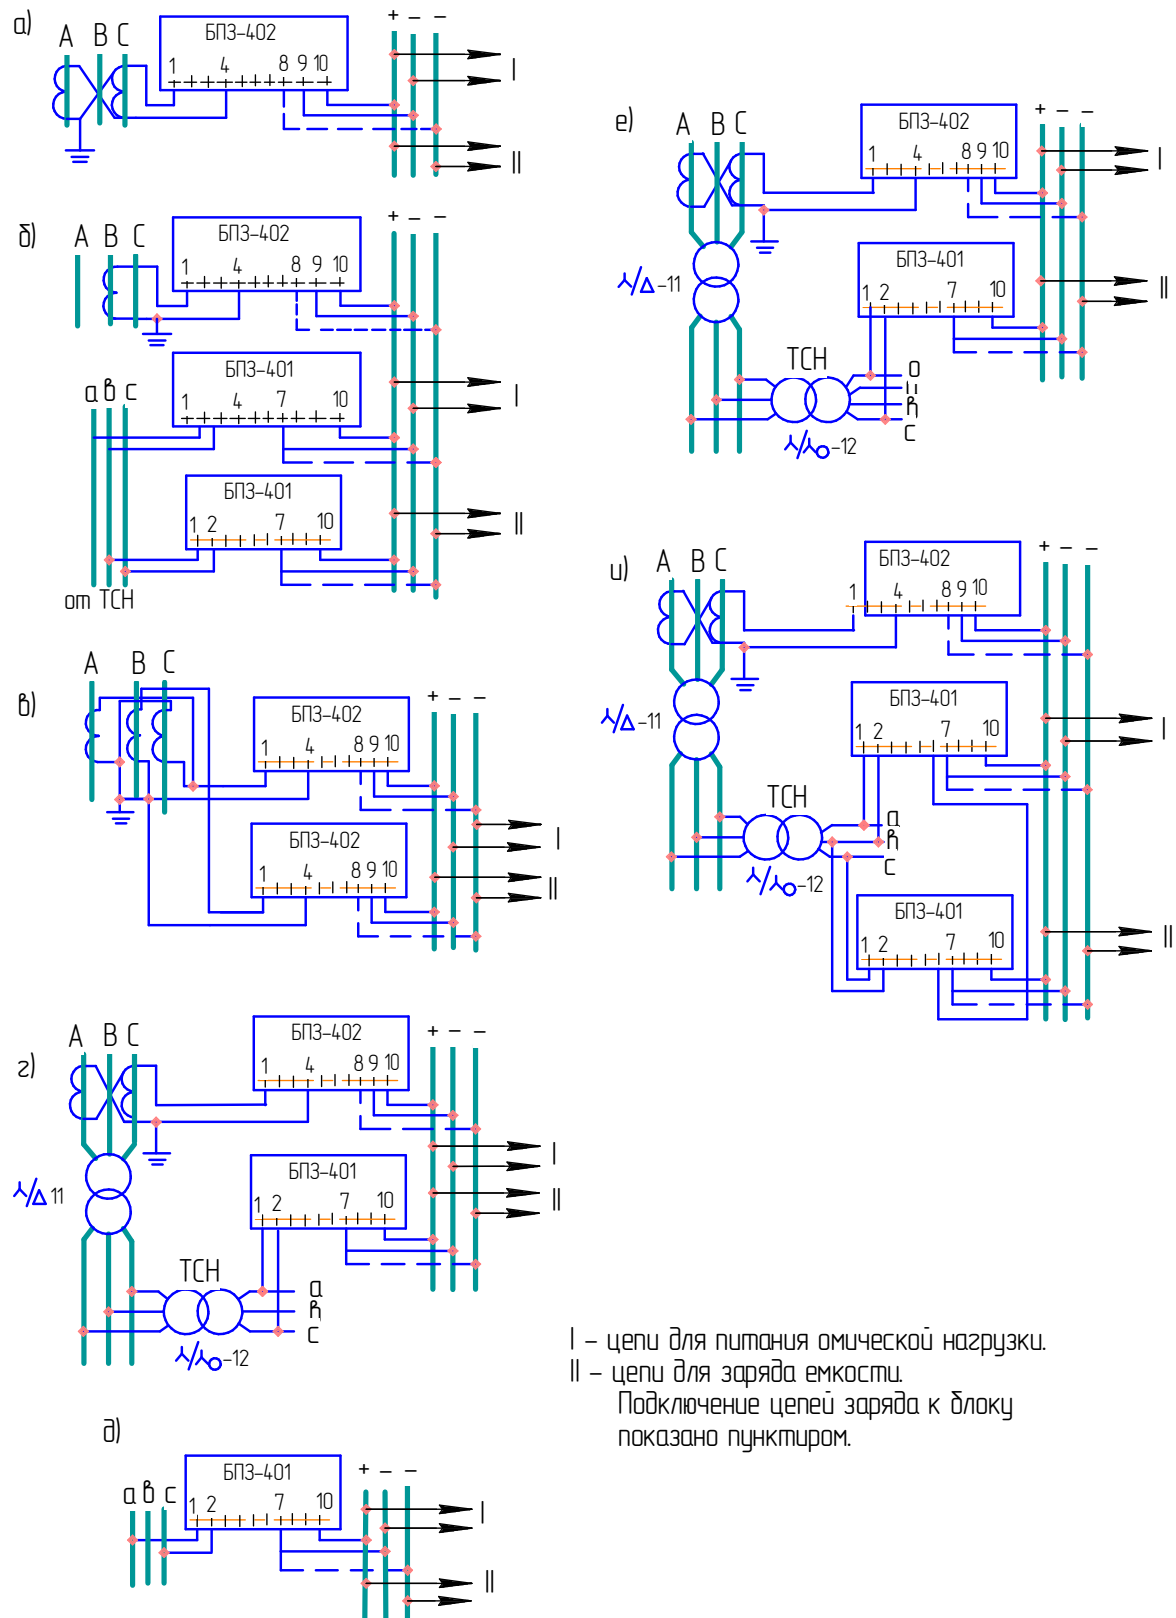 а)
А В С
БПЗ-402
1 4 8 9 10
+ – –
I
II
б)
А В С
БПЗ-402
1 4 8 9 10
+ – –
БПЗ-401
1 4 7 10
а в с
I
БПЗ-401
1 2 7 10
II
от ТСН
в)
А В С
БПЗ-402
1 4 8 9 10
+ – –
БПЗ-402
1 4 8 9 10
I
II
г)
А В С
БПЗ-402
1 4 8 9 10
+ – –
I
II
БПЗ-401
1 2 7 10
⅄/Δ 11
ТСН
а
в
с
⅄/⅄o-12
д)
а в с
БПЗ-401
1 2 7 10
+ – –
I
II
е)
А В С
БПЗ-402
1 4 8 9 10
+ – –
I
БПЗ-401
1 2 7 10
II
⅄/Δ-11
ТСН
о
в
с
⅄/⅄o-12
и)
А В С
БПЗ-402
1 4 8 9 10
+ – –
БПЗ-401
1 2 7 10
I
⅄/Δ-11
ТСН
а
в
с
⅄/⅄o-12
БПЗ-401
1 2 7 10
II
I – цепи для питания омической нагрузки.
II – цепи для заряда емкости.
Подключение цепей заряда к блоку
показано пунктиром.